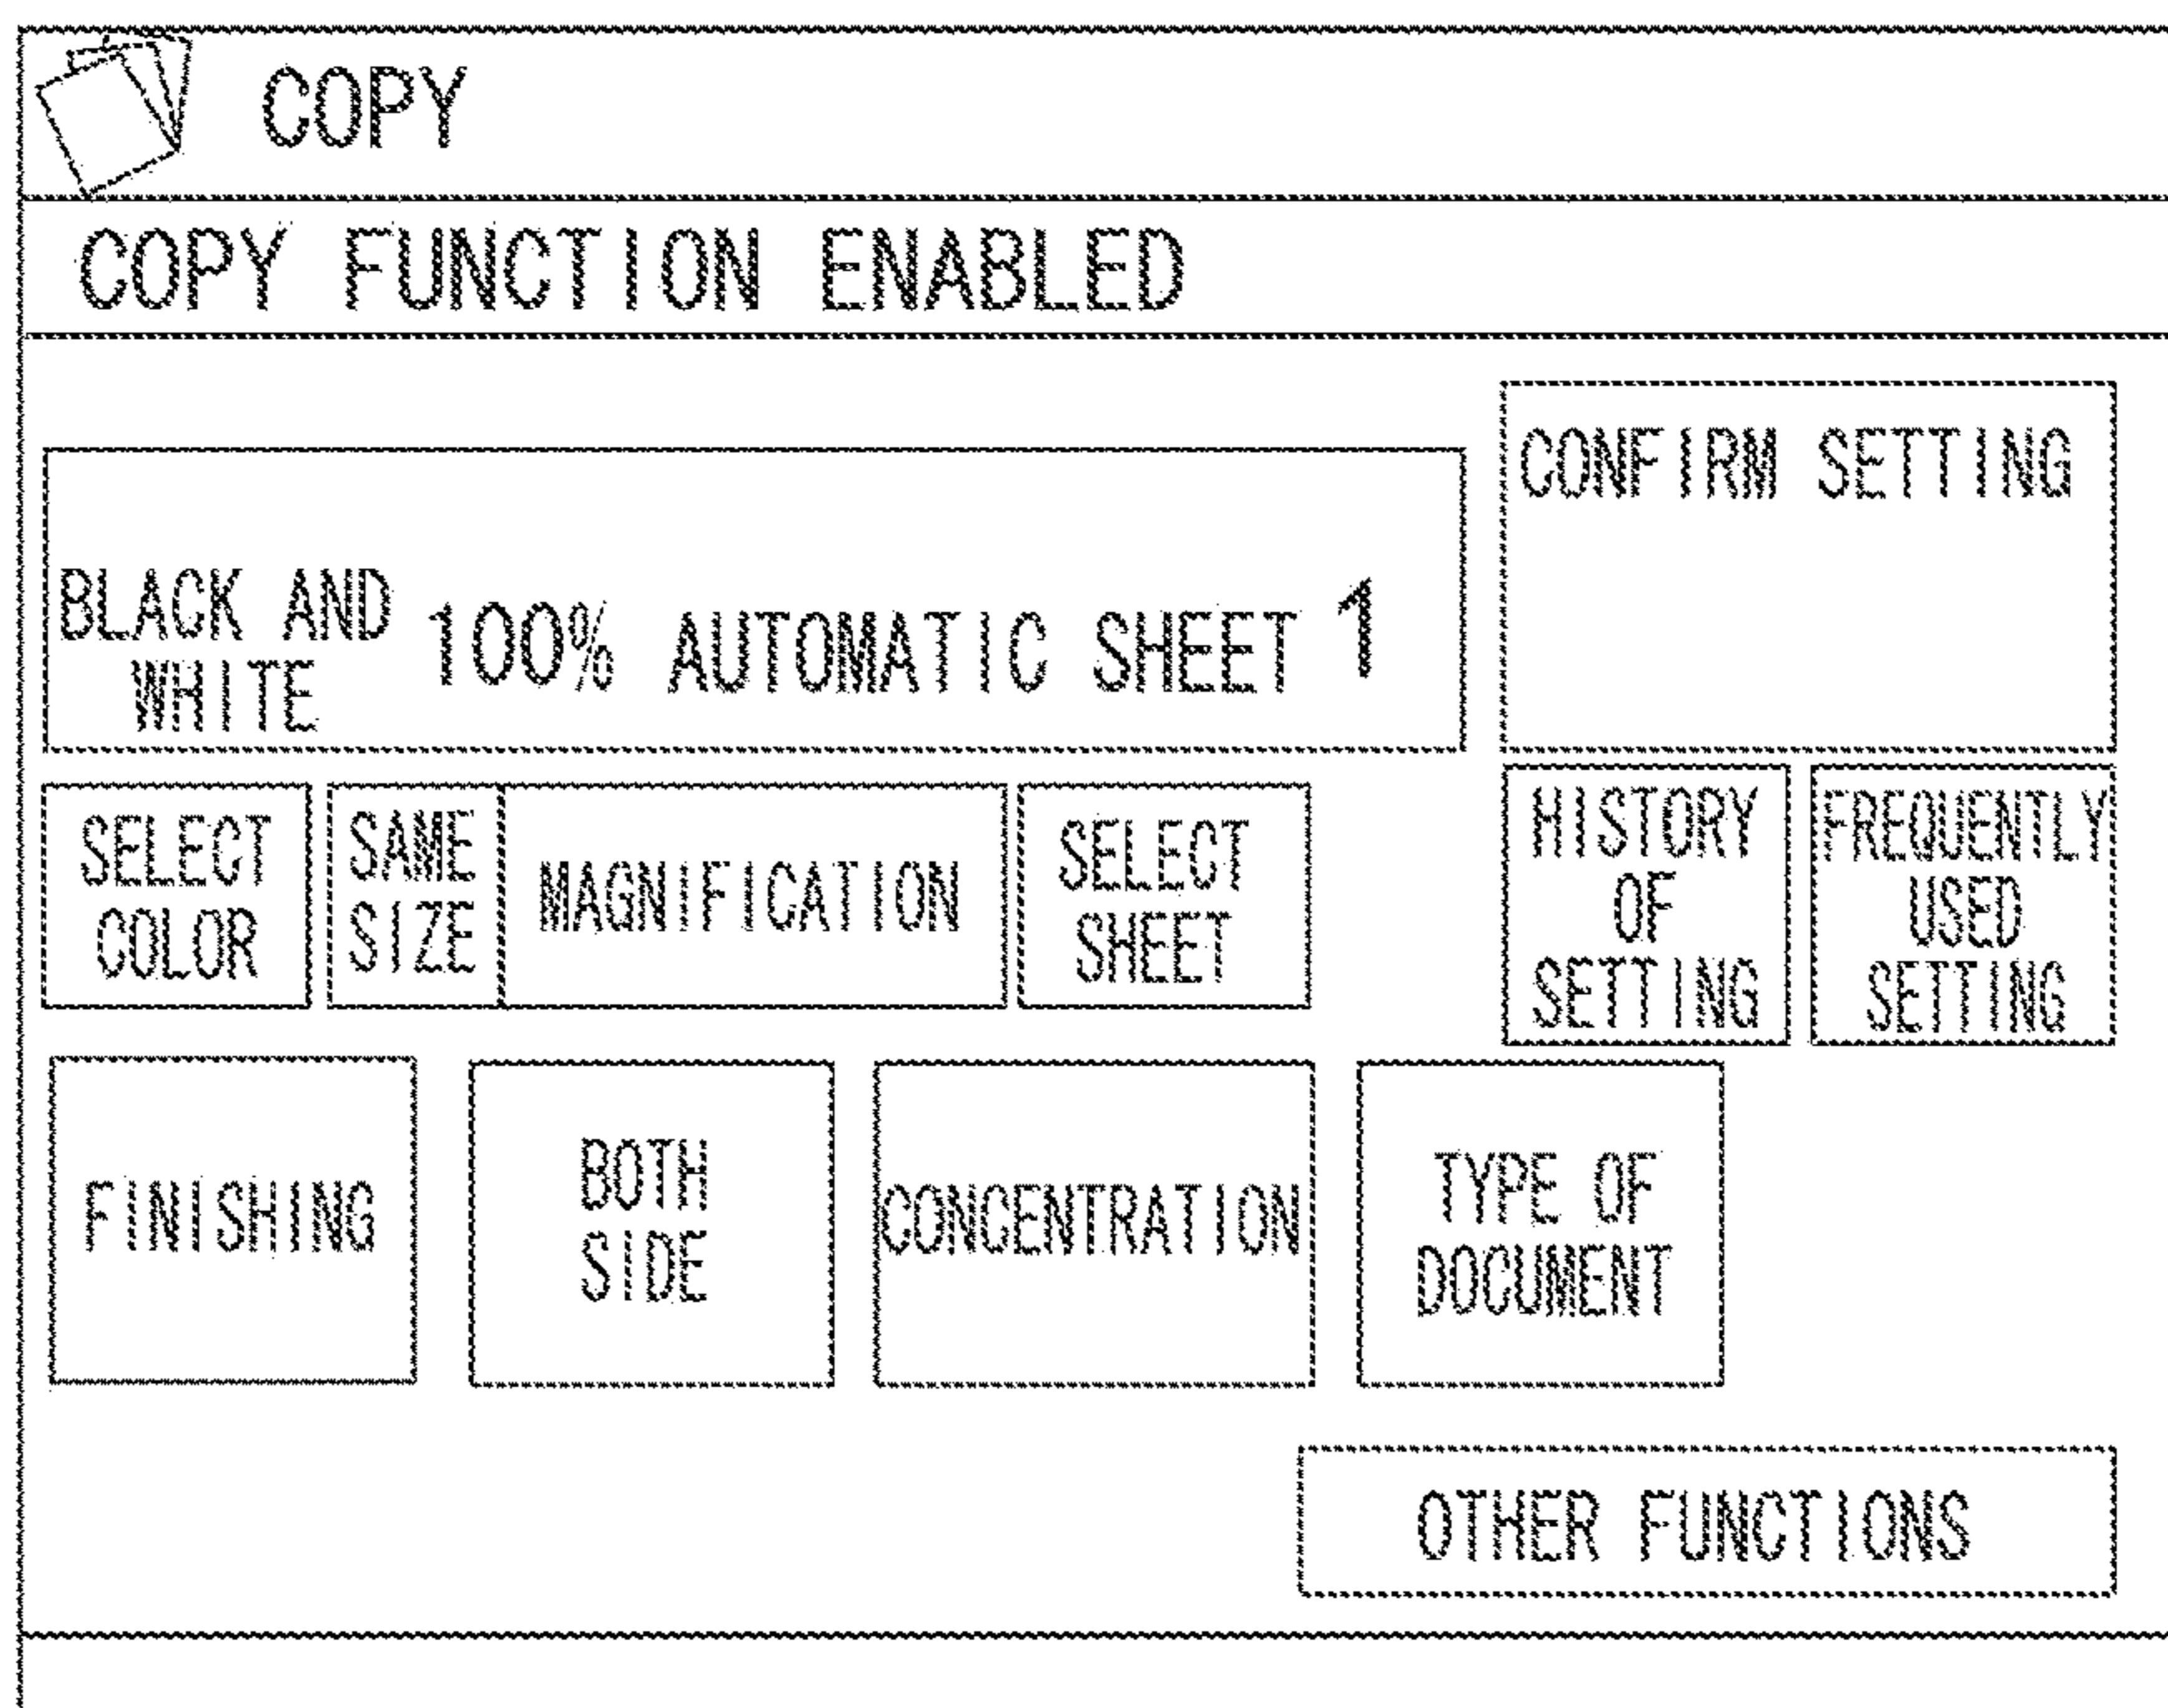 COPY
COPY FUNCTION ENABLED
CONFIRM SETTING
BLACK AND
WHITE
100% AUTOMATIC SHEET 1
SELECT
COLOR
SAME
SIZE
MAGNIFICATION
SELECT
SHEET
HISTORY
OF
SETTING
FREQUENTLY
USED
SETTING
FINISHING
BOTH
SIDE
CONCENTRATION
TYPE OF
DOCUMENT
OTHER FUNCTIONS